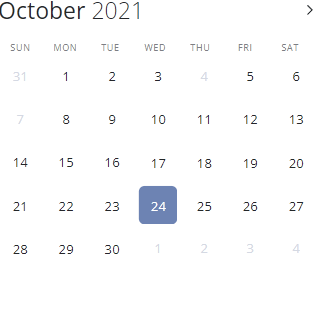 October 2021
SUN MON TUE WED THU FRI SAT
31 1 2 3 4 5 6
7 8 9 10 11 12 13
14 15 16 17 18 19 20
21 22 23 24 25 26 27
28 29 30 1 2 3 4